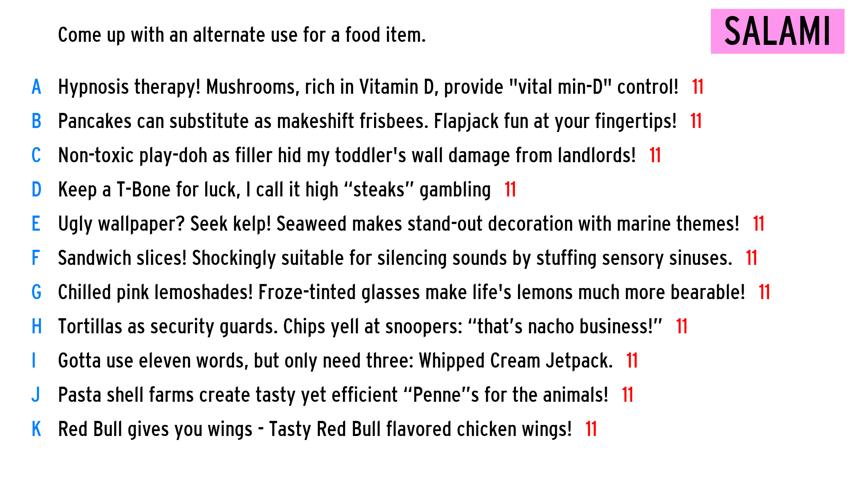 Come up with an alternate use for a food item.
SALAMI
A Hypnosis therapy! Mushrooms, rich in Vitamin D, provide "vital min-D" control! 11
B Pancakes can substitute as makeshift frisbees. Flapjack fun at your fingertips! 11
C Non-toxic play-doh as filler hid my toddler's wall damage from landlords! 11
D Keep a T-Bone for luck, I call it high “steaks” gambling 11
E Ugly wallpaper? Seek kelp! Seaweed makes stand-out decoration with marine themes! 11
F Sandwich slices! Shockingly suitable for silencing sounds by stuffing sensory sinuses. 11
G Chilled pink lemoshades! Froze-tinted glasses make life's lemons much more bearable! 11
H Tortillas as security guards. Chips yell at snoopers: “that’s nacho business!” 11
I Gotta use eleven words, but only need three: Whipped Cream Jetpack. 11
J Pasta shell farms create tasty yet efficient “Penne”s for the animals! 11
K Red Bull gives you wings - Tasty Red Bull flavored chicken wings! 11